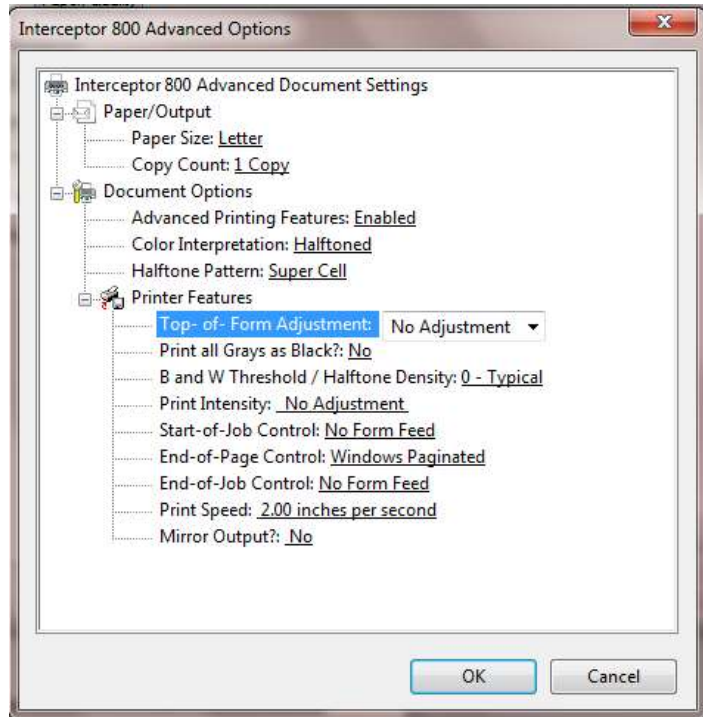 Interceptor 800 Advanced Options
Interceptor 800 Advanced Document Settings
Paper/Output
Paper Size: Letter
Copy Count: 1 Copy
Document Options
Advanced Printing Features: Enabled
Color Interpretation: Halftoned
Halftone Pattern: Super Cell
Printer Features
Top- of- Form Adjustment: No Adjustment
Print all Grays as Black?: No
B and W Threshold / Halftone Density: 0 - Typical
Print Intensity: No Adjustment
Start-of-Job Control: No Form Feed
End-of-Page Control: Windows Paginated
End-of-Job Control: No Form Feed
Print Speed: 2.00 inches per second
Mirror Output?: No
OK Cancel